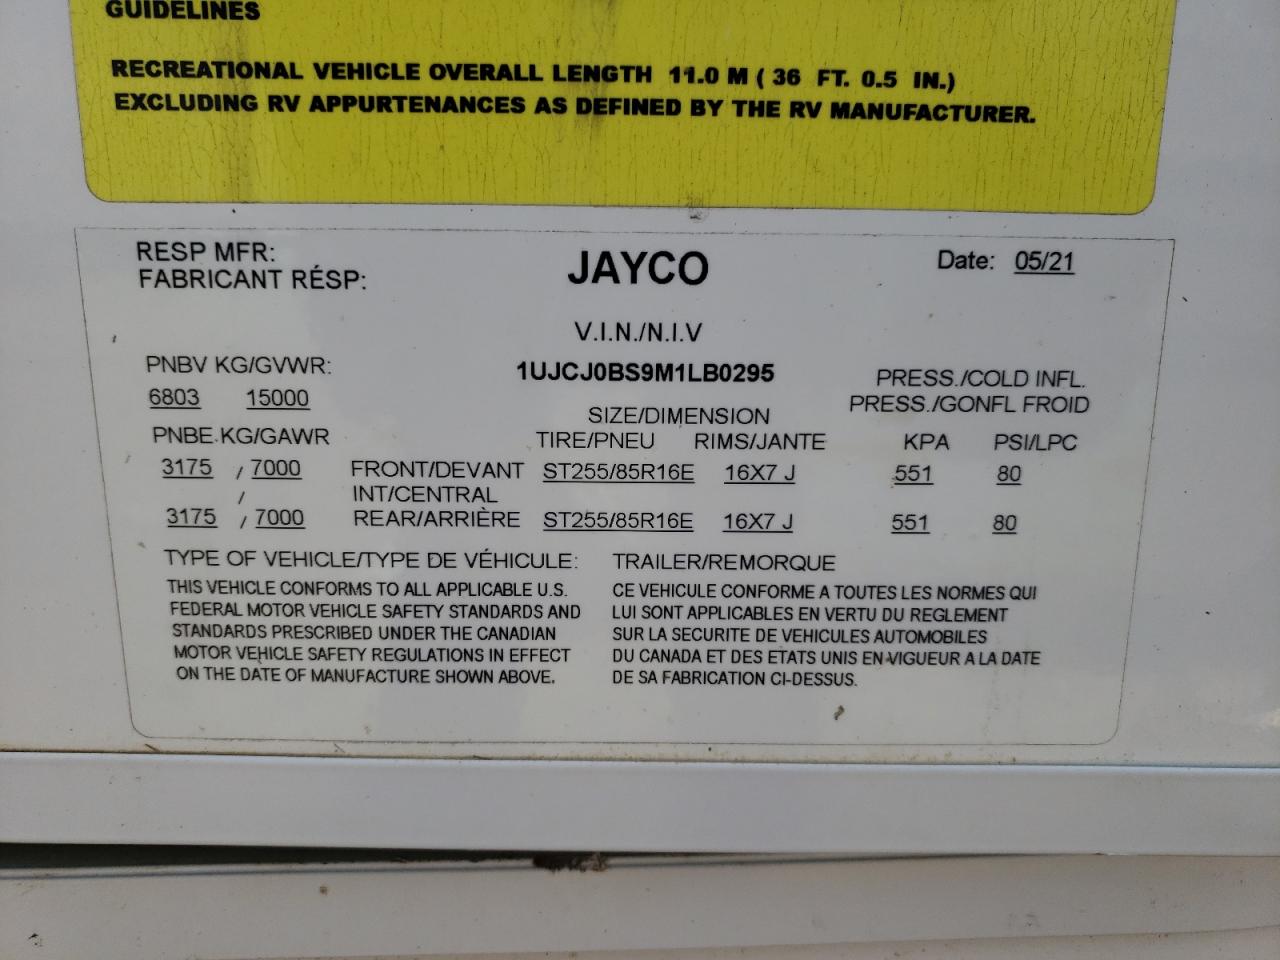 GUIDELINES
RECREATIONAL VEHICLE OVERALL LENGTH 11.0 M ( 36 FT. 0.5 IN.)
EXCLUDING RV APPURTENANCES AS DEFINED BY THE RV MANUFACTURER.
RESP MFR:
FABRICANT RÉSP:
JAYCO
Date: 05/21
V.I.N./N.I.V
1UJCJ0BS9M1LB0295
PNBV KG/GVWR:
6803 15000
PRESS./COLD INFL.
PRESS./GONFL FROID
SIZE/DIMENSION
PNBE KG/GAWR TIRE/PNEU RIMS/JANTE KPA PSI/LPC
3175 / 7000 FRONT/DEVANT ST255/85R16E 16X7 J 551 80
/ INT/CENTRAL
3175 / 7000 REAR/ARRIÈRE ST255/85R16E 16X7 J 551 80
TYPE OF VEHICLE/TYPE DE VÉHICULE: TRAILER/REMORQUE
THIS VEHICLE CONFORMS TO ALL APPLICABLE U.S.
FEDERAL MOTOR VEHICLE SAFETY STANDARDS AND
STANDARDS PRESCRIBED UNDER THE CANADIAN
MOTOR VEHICLE SAFETY REGULATIONS IN EFFECT
ON THE DATE OF MANUFACTURE SHOWN ABOVE.
CE VEHICULE CONFORME A TOUTES LES NORMES QUI
LUI SONT APPLICABLES EN VERTU DU REGLEMENT
SUR LA SECURITE DE VEHICULES AUTOMOBILES
DU CANADA ET DES ETATS UNIS EN VIGUEUR A LA DATE
DE SA FABRICATION CI-DESSUS.